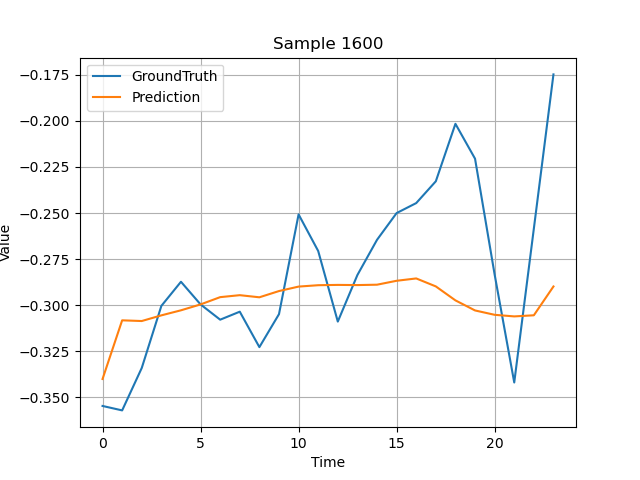 Sample 1600
GroundTruth
Prediction
−0.175
−0.200
−0.225
−0.250
−0.275
−0.300
−0.325
−0.350
Value
0 5 10 15 20
Time